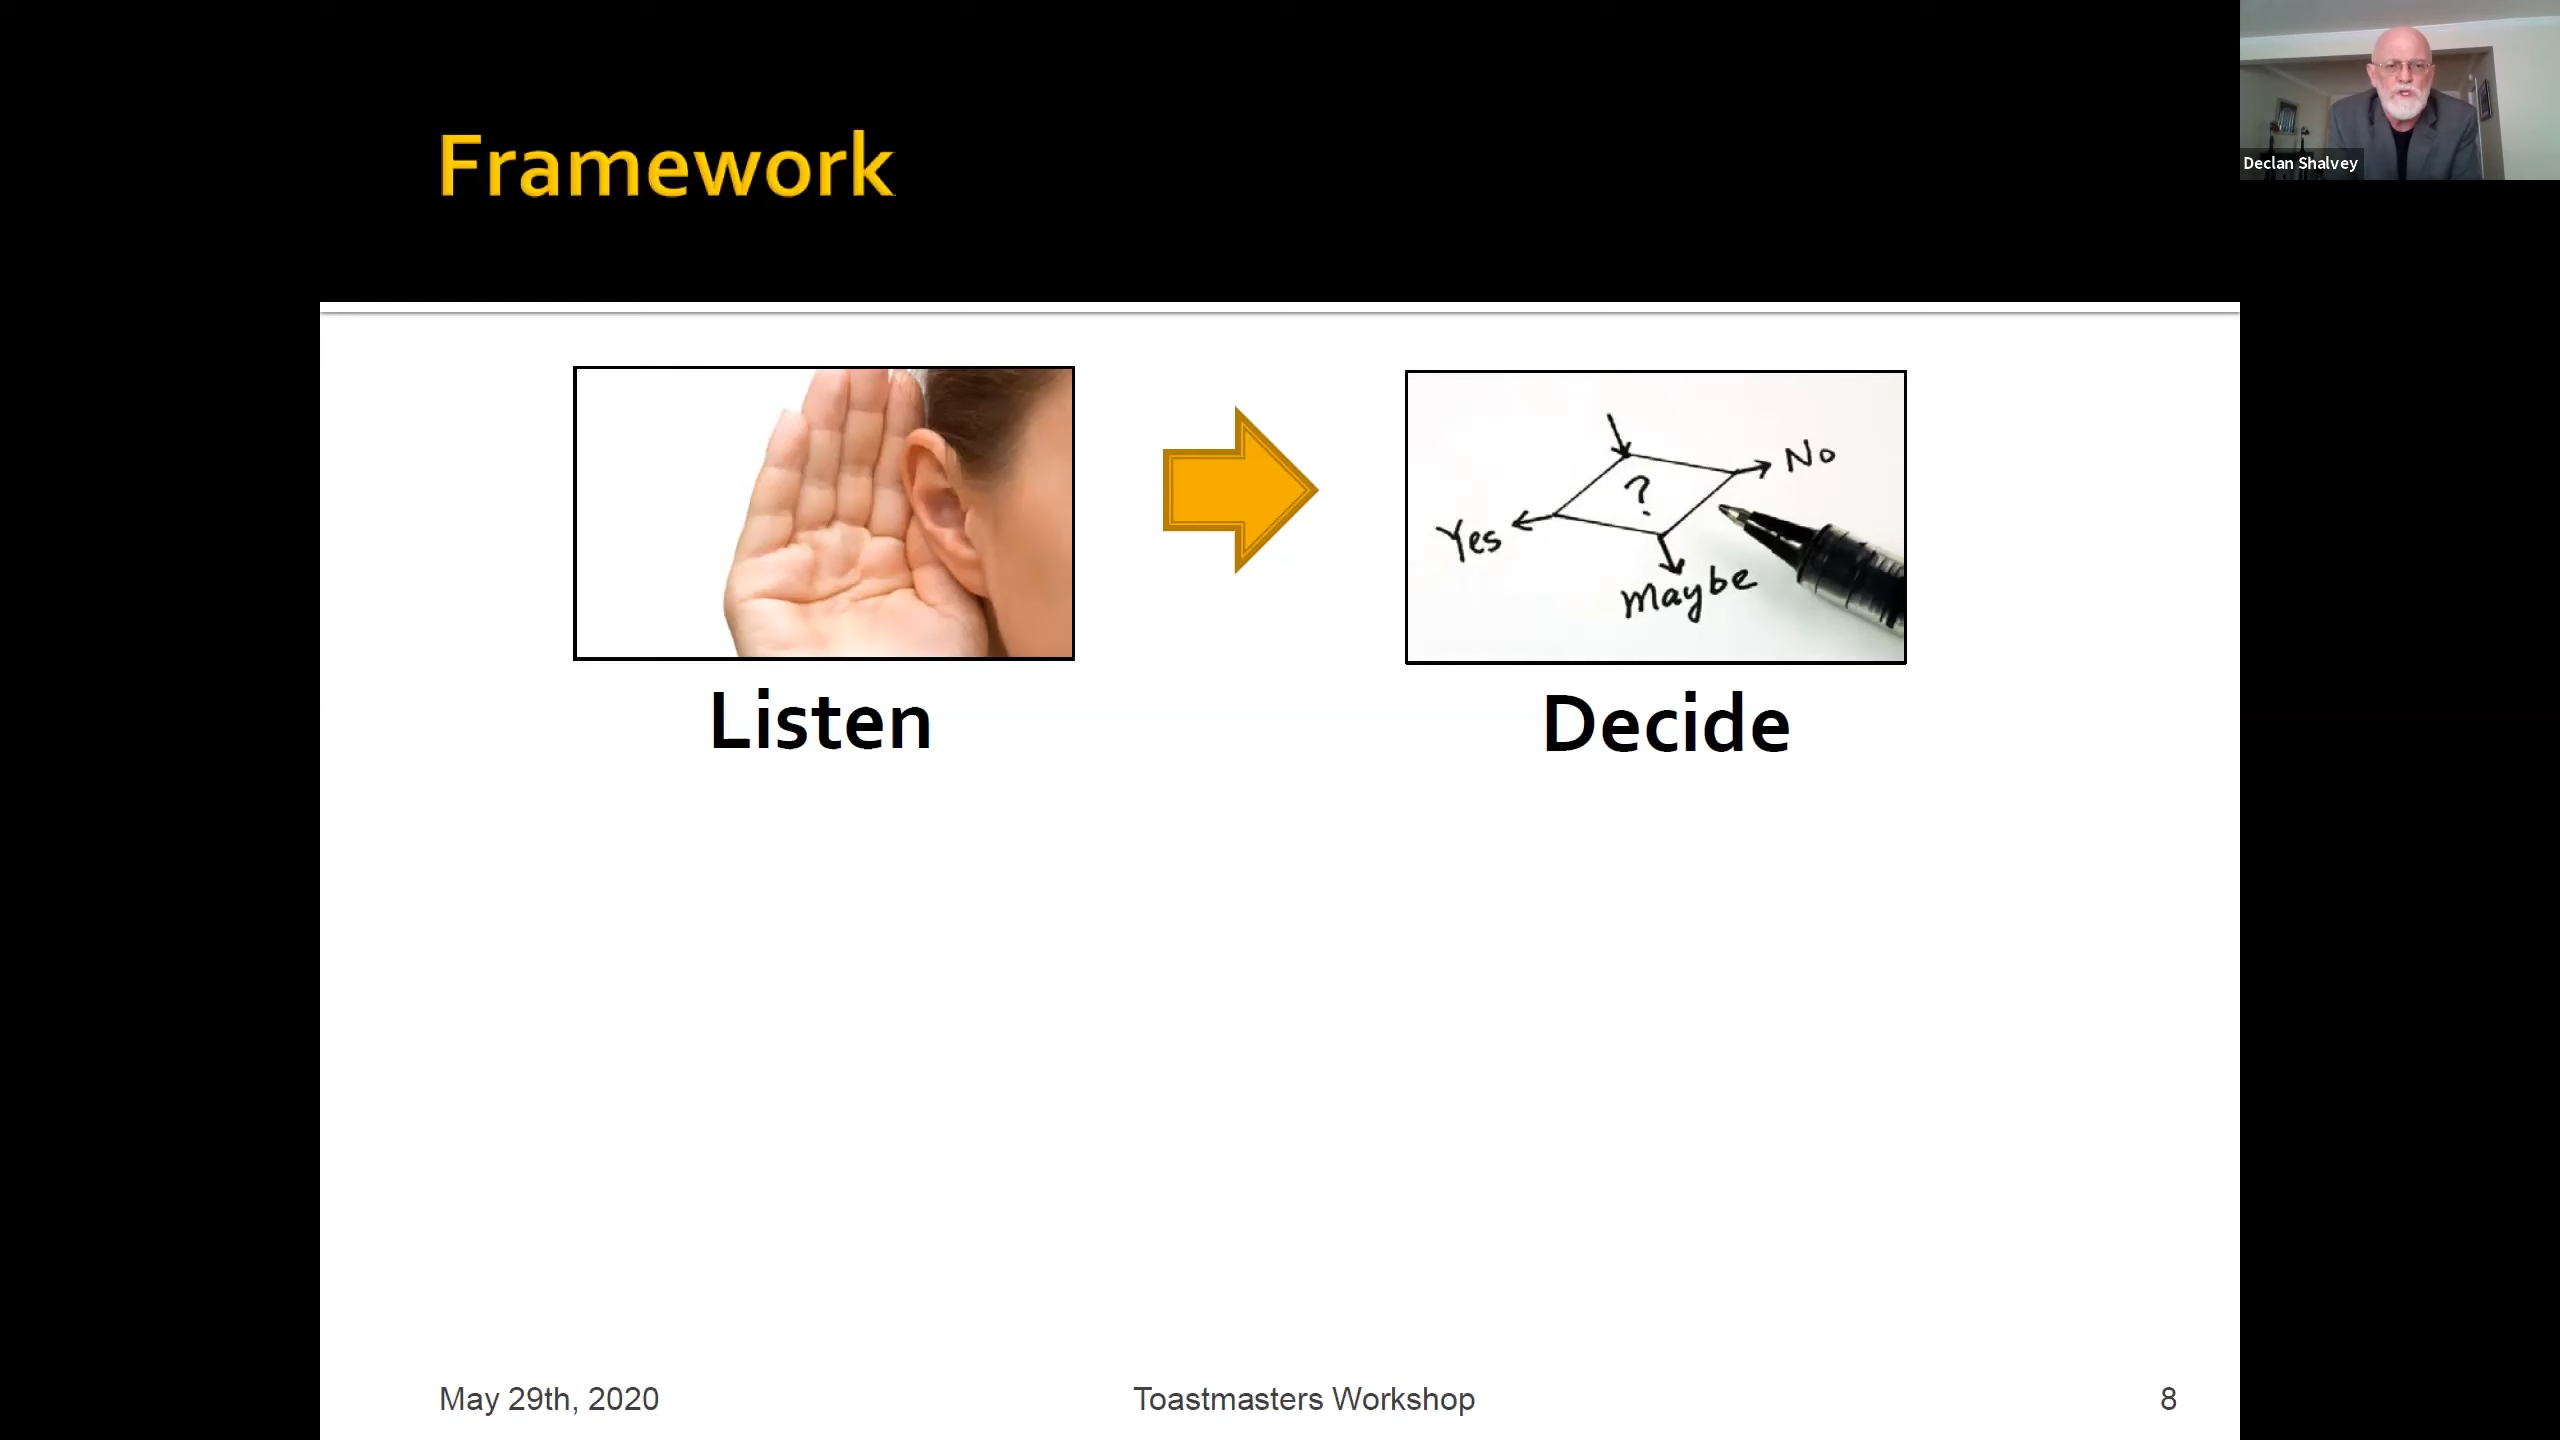 Framework
Declan Shalvey
No
?
Yes
Maybe
Listen
Decide
May 29th, 2020
Toastmasters Workshop
8